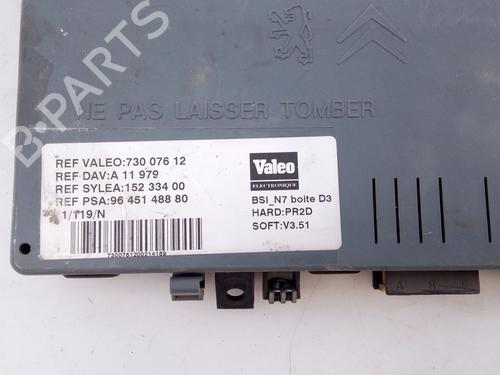 B-PARTS
NE PAS LAISSER TOMBER
REF VALEO:730 076 12
REF DAV:A 11 979
REF SYLEA:152 334 00
REF PSA:96 451 488 80
1/119/N
7300761200214169
Valeo
ELECTRONIQUE
BSI_N7 boite D3
HARD:PR2D
SOFT:V3.51
A B C